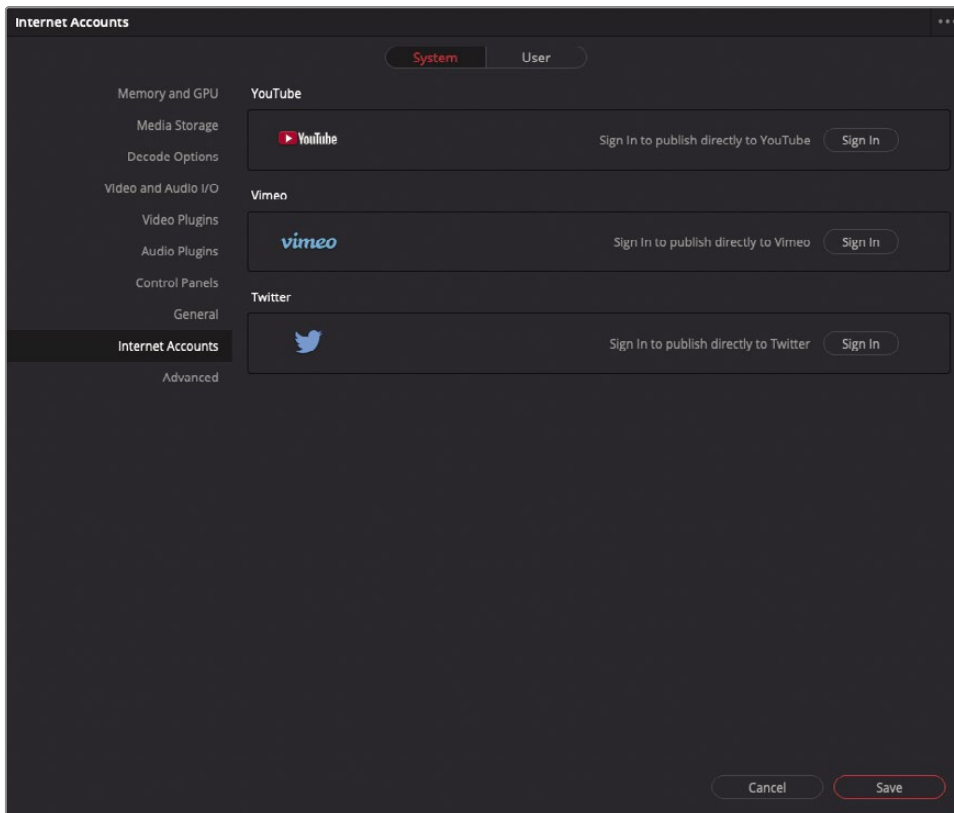 Internet Accounts
System User
Memory and GPU
Media Storage
Decode Options
Video and Audio I/O
Video Plugins
Audio Plugins
Control Panels
General
Internet Accounts
Advanced
YouTube
YouTube Sign In to publish directly to YouTube Sign In
Vimeo
vimeo Sign In to publish directly to Vimeo Sign In
Twitter
Sign In to publish directly to Twitter Sign In
Cancel Save